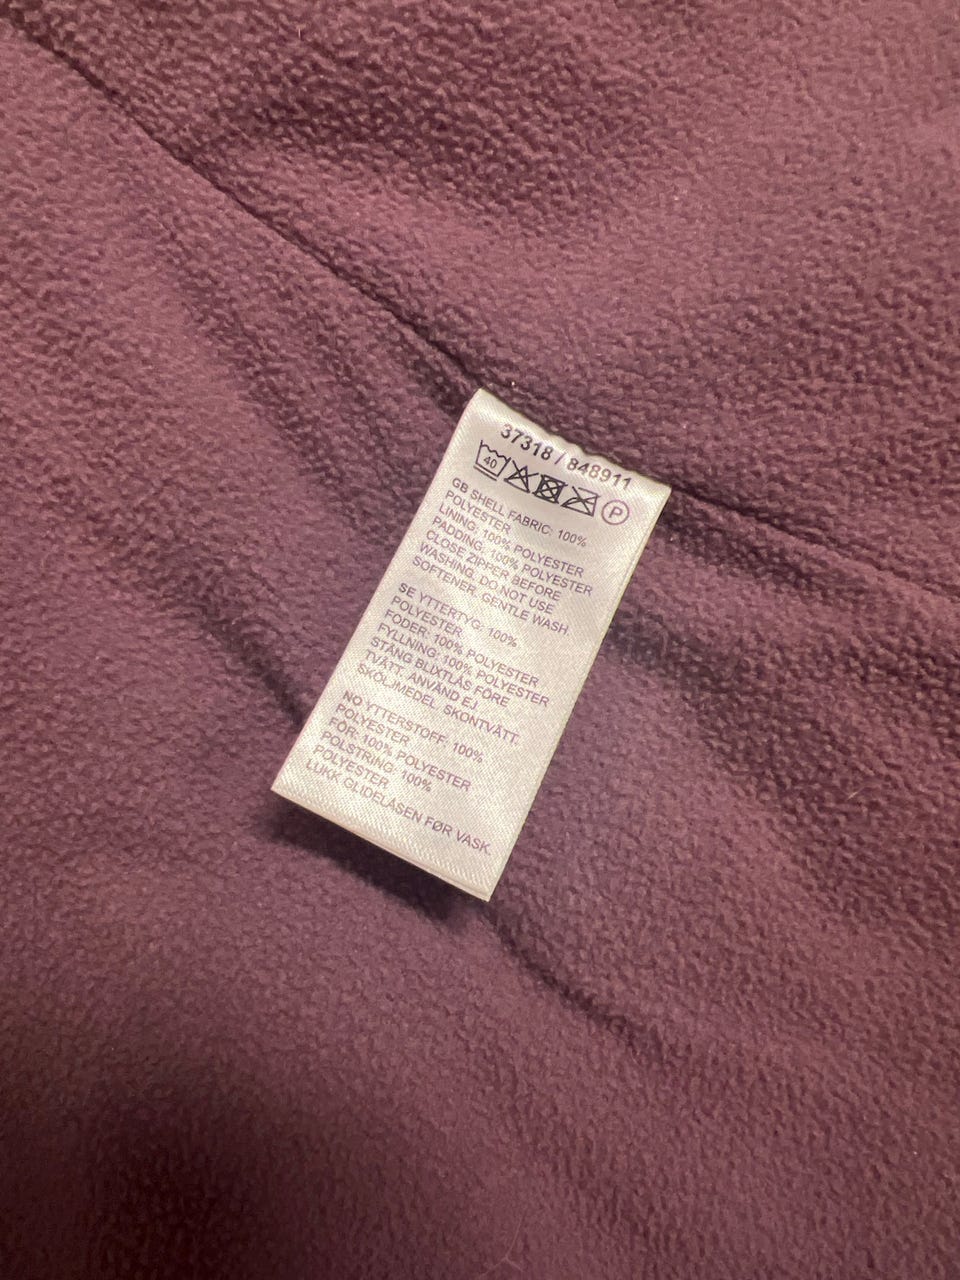 37318 / 848911
40 P
GB SHELL FABRIC: 100%
POLYESTER
LINING: 100% POLYESTER
PADDING: 100% POLYESTER
CLOSE ZIPPER BEFORE
WASHING. DO NOT USE
SOFTENER. GENTLE WASH.
SE YTTERTYG: 100%
POLYESTER
FODER: 100% POLYESTER
FYLLNING: 100% POLYESTER
STÄNG BLIXTLÅS FÖRE
TVÄTT. ANVÄND EJ
SKÖLJMEDEL. SKONTVÄTT.
NO YTTERSTOFF: 100%
POLYESTER
FÔR: 100% POLYESTER
POLSTRING: 100%
POLYESTER
LUKK GLIDELÅSEN FØR VASK.